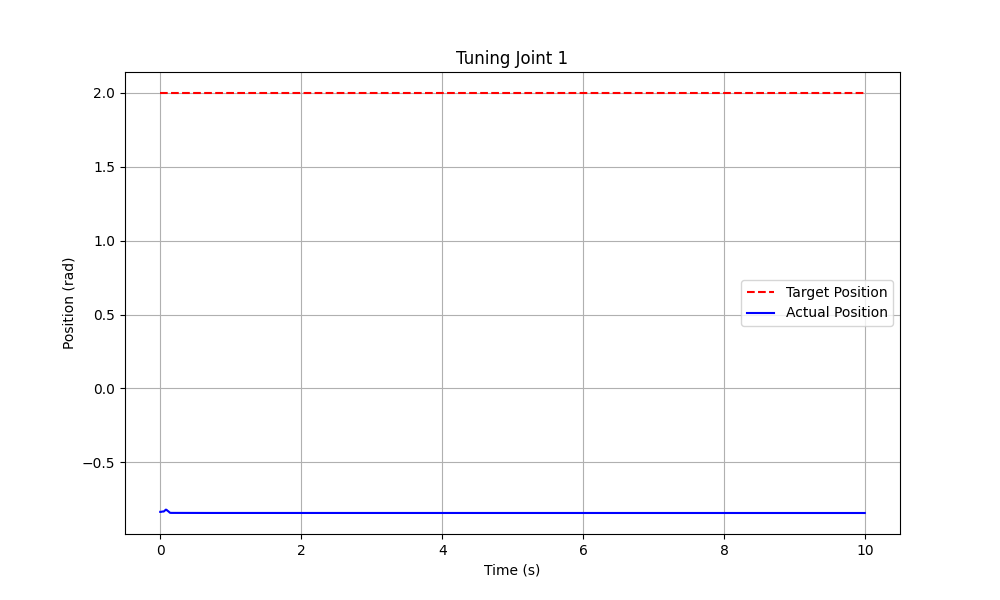 Tuning Joint 1
Position (rad)
2.0
1.5
1.0
0.5
0.0
−0.5
Target Position
Actual Position
0 2 4 6 8 10
Time (s)